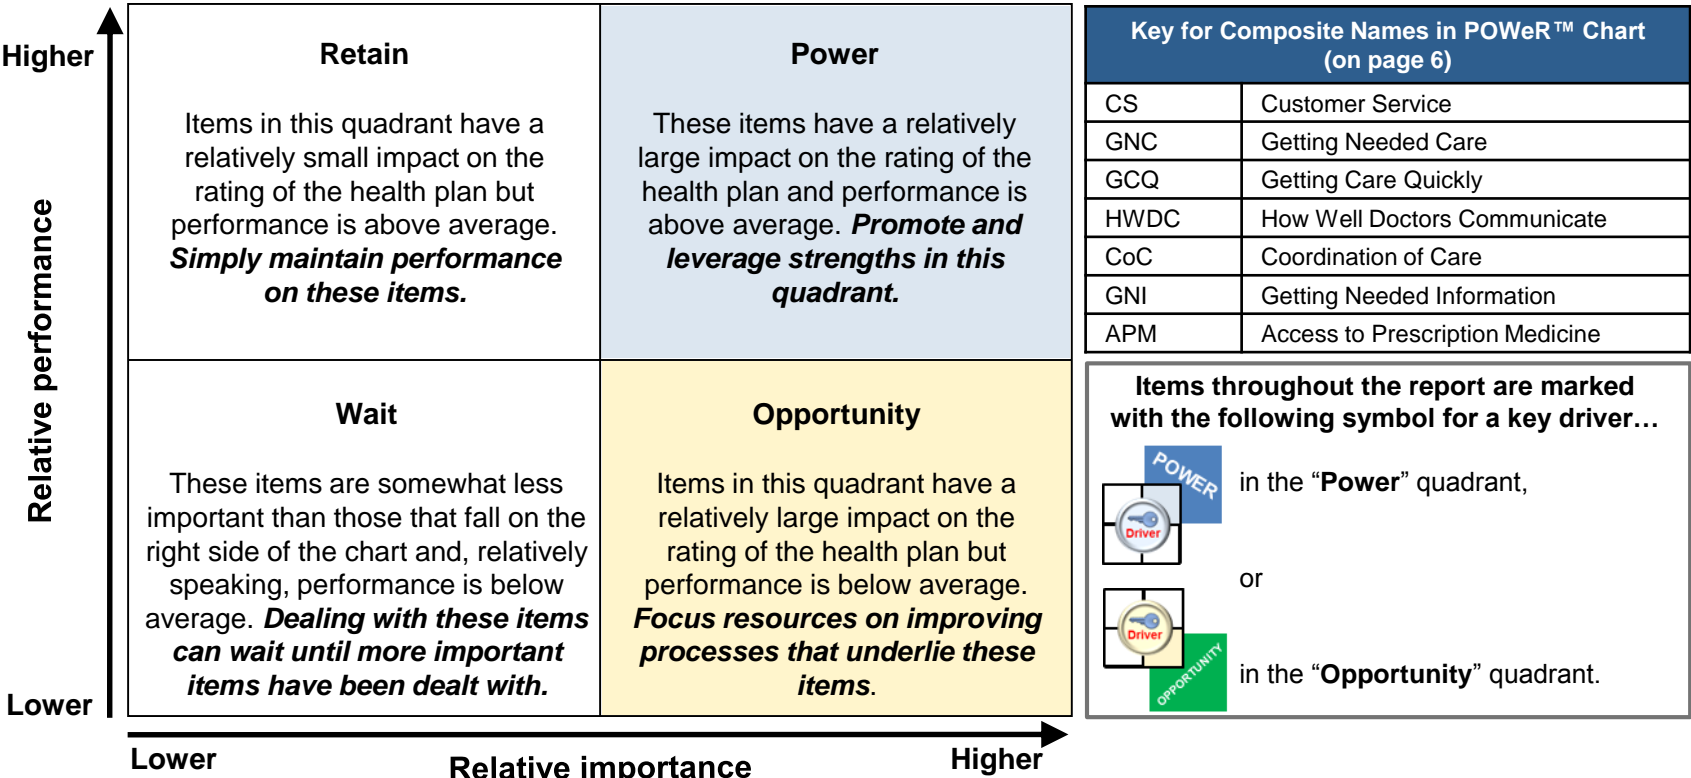 Higher
Relative performance
Lower
Retain
Items in this quadrant have a
relatively small impact on the
rating of the health plan but
performance is above average.
Simply maintain performance
on these items.
Power
These items have a relatively
large impact on the rating of the
health plan and performance is
above average. Promote and
leverage strengths in this
quadrant.
Wait
These items are somewhat less
important than those that fall on the
right side of the chart and, relatively
speaking, performance is below
average. Dealing with these items
can wait until more important
items have been dealt with.
Opportunity
Items in this quadrant have a
relatively large impact on the
rating of the health plan but
performance is below average.
Focus resources on improving
processes that underlie these
items.
Lower
Relative importance
Higher
Key for Composite Names in POWeR™ Chart
(on page 6)
CS Customer Service
GNC Getting Needed Care
GCQ Getting Care Quickly
HWDC How Well Doctors Communicate
CoC Coordination of Care
GNI Getting Needed Information
APM Access to Prescription Medicine
Items throughout the report are marked
with the following symbol for a key driver…
POWER
Driver
in the “Power” quadrant,
or
Driver
OPPORTUNITY
in the “Opportunity” quadrant.